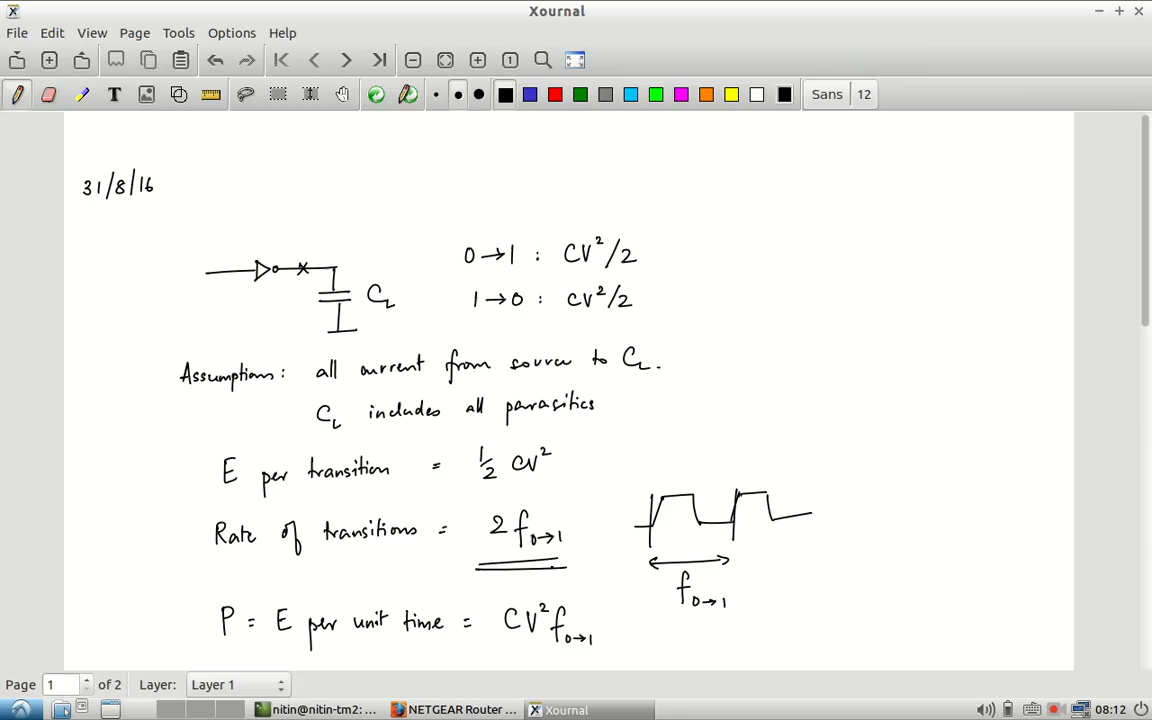 Xournal
File Edit View Page Tools Options Help
Sans 12
31/8/16
0→1 : CV²/2
C_L
1→0 : CV²/2
Assumptions: all current from source to C_L.
C_L includes all parasitics
E per transition = ½ CV²
Rate of transitions = 2 f_0→1
f_0→1
P = E per unit time = CV² f_0→1
Page 1 of 2 Layer: Layer 1
nitin@nitin-tm2: ... NETGEAR Router ... Xournal 08:12